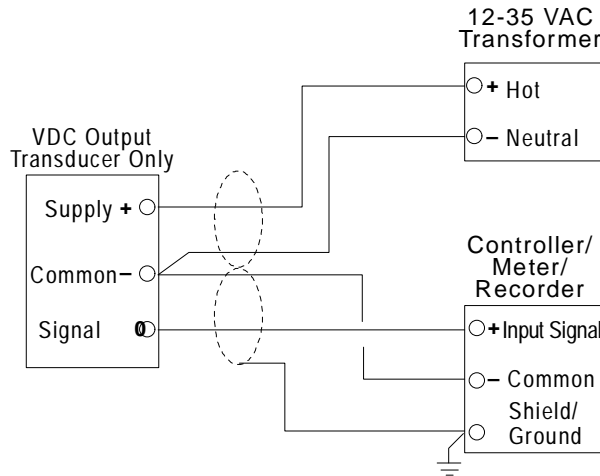 12-35 VAC
Transformer
+ Hot
– Neutral
VDC Output
Transducer Only
Supply +
Common–
Signal 0
Controller/
Meter/
Recorder
+Input Signal
– Common
Shield/
Ground